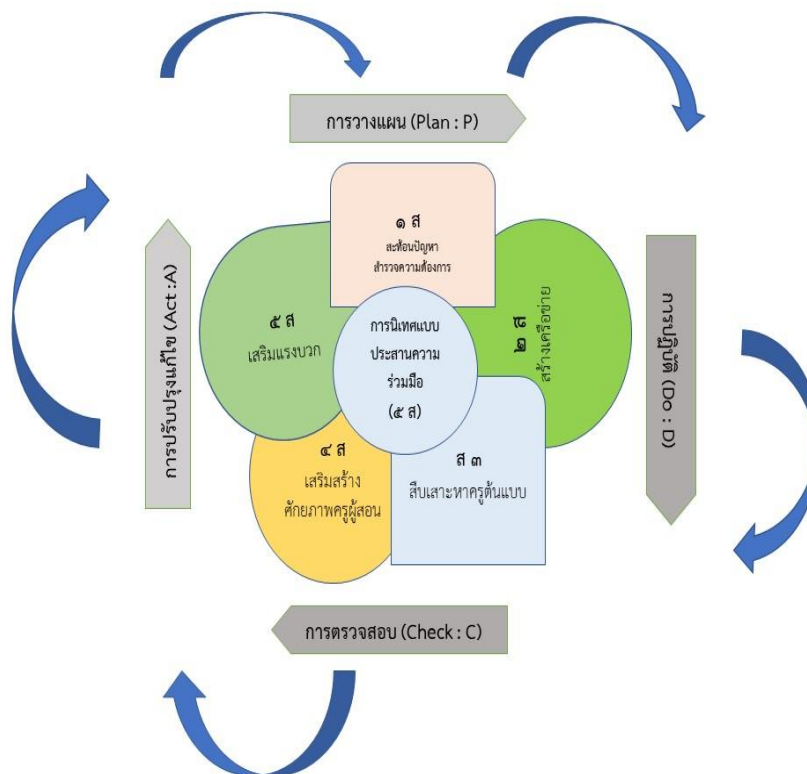 การวางแผน (Plan : P)
๑ ส
สะท้อนปัญหา
สำรวจความต้องการ
๒ ส
สร้างเครือข่าย
การปฏิบัติ (Do : D)
ส ๓
สืบเสาะหาครูต้นแบบ
๔ ส
เสริมสร้าง
ศักยภาพครูผู้สอน
๕ ส
เสริมแรงบวก
การนิเทศแบบ
ประสานความ
ร่วมมือ
(๕ ส)
การตรวจสอบ (Check : C)
การปรับปรุงแก้ไข (Act :A)